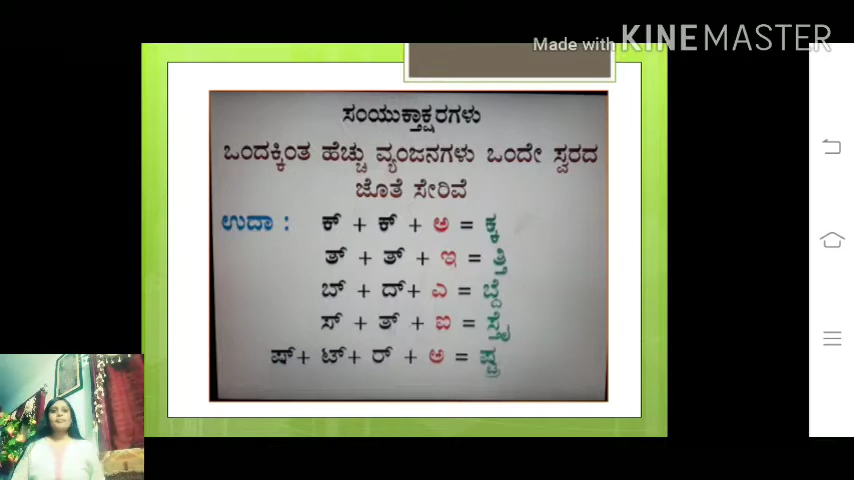 Made with KINEMASTER
ಸಂಯುಕ್ತಾಕ್ಷರಗಳು
ಒಂದಕ್ಕಿಂತ ಹೆಚ್ಚು ವ್ಯಂಜನಗಳು ಒಂದೇ ಸ್ವರದ
ಜೊತೆ ಸೇರಿವೆ
ಉದಾ : ಕ್ + ಕ್ + ಅ = ಕ್ಕ
ತ್ + ತ್ + ಇ = ತ್ತಿ
ಬ್ + ದ್+ ಎ = ಬ್ದೆ
ಸ್ + ತ್ + ಐ = ಸ್ತೈ
ಷ್+ ಟ್+ ರ್ + ಅ = ಷ್ಟ್ರ